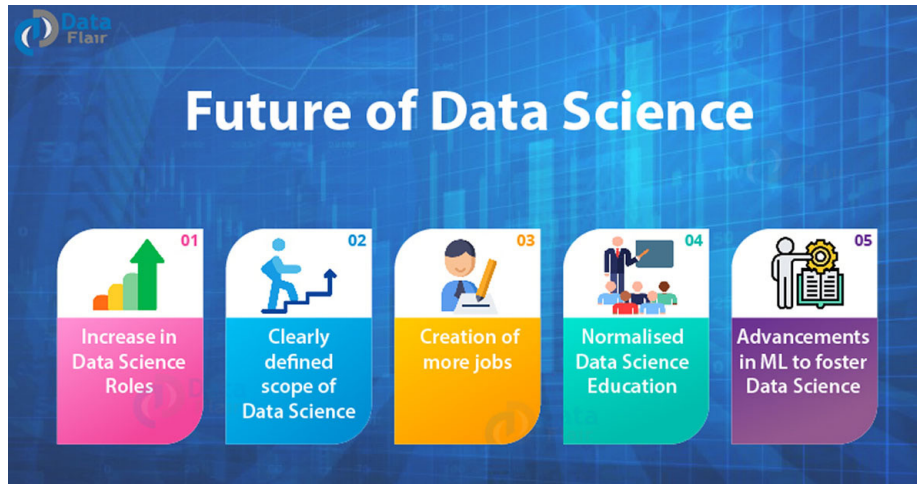 Data
Flair
Future of Data Science
01
Increase in
Data Science
Roles
02
Clearly
defined
scope of
Data Science
03
Creation of
more jobs
04
Normalised
Data Science
Education
05
Advancements
in ML to foster
Data Science